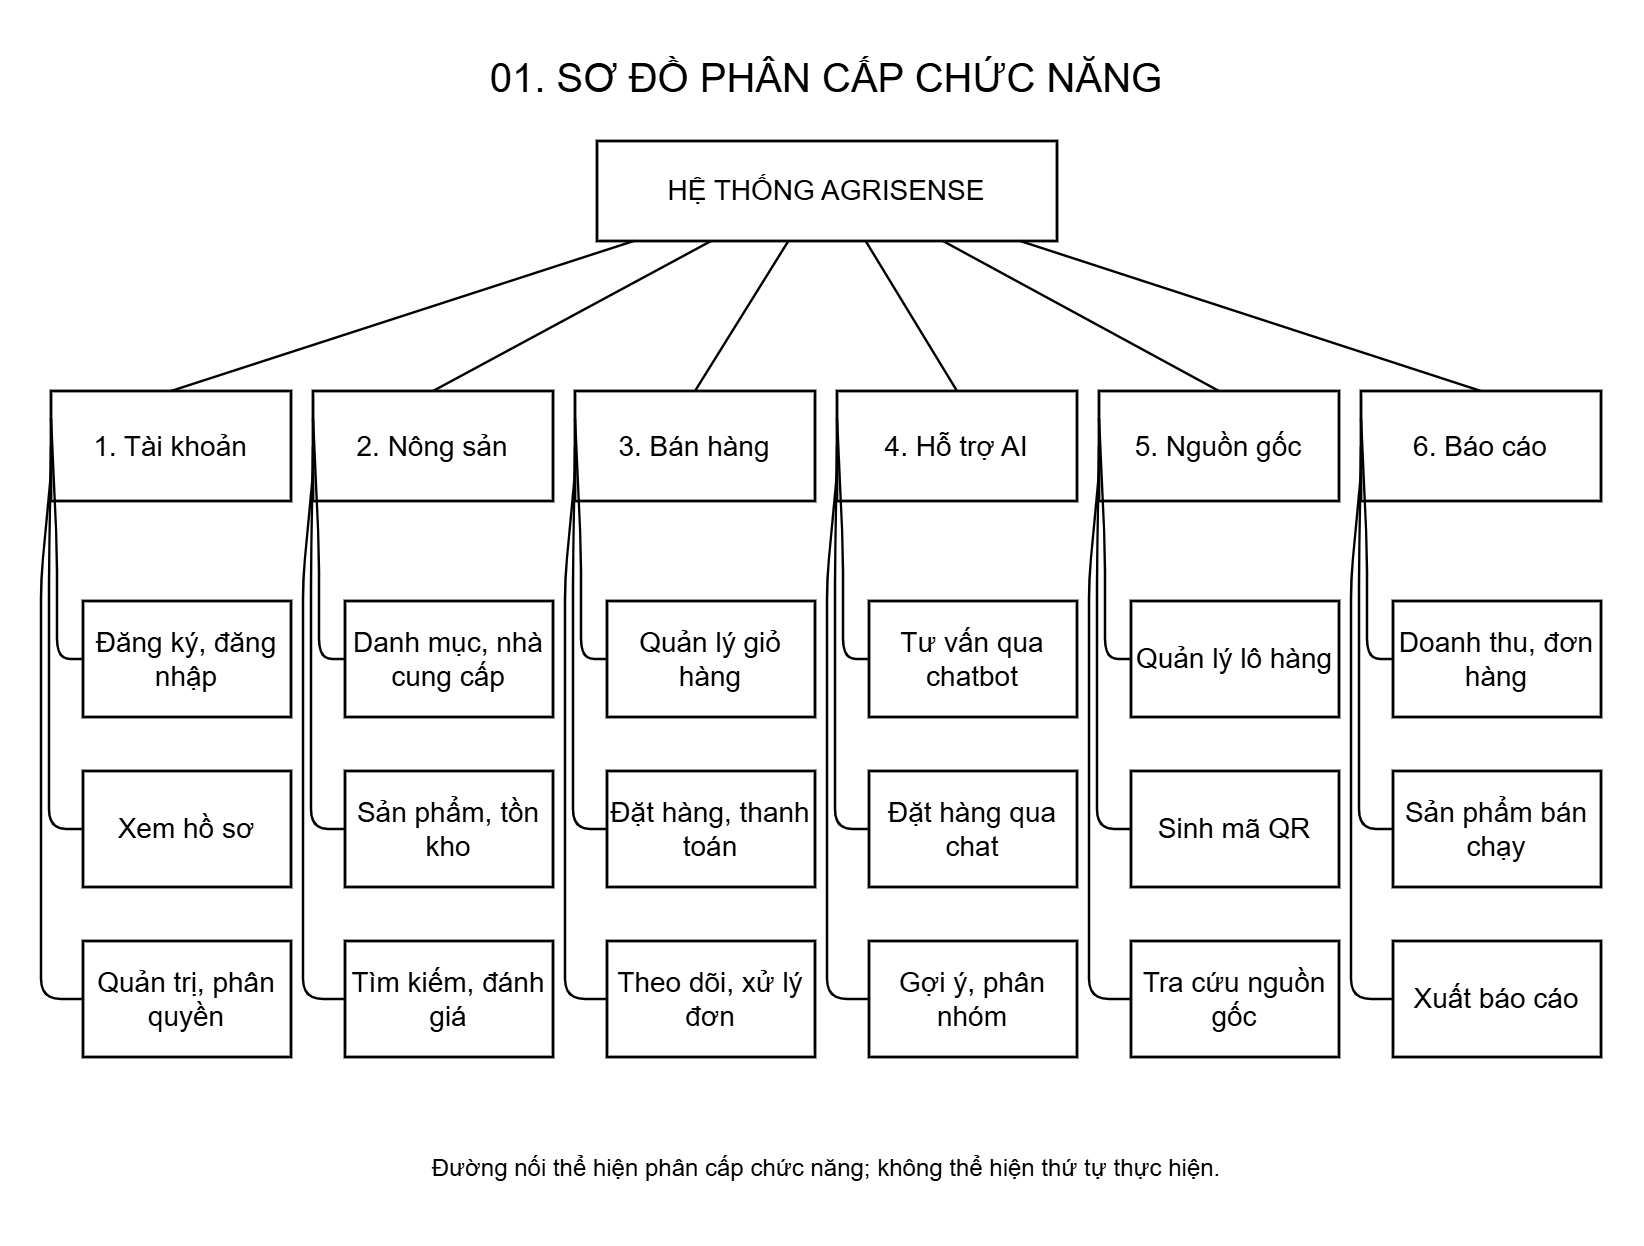 01. SƠ ĐỒ PHÂN CẤP CHỨC NĂNG
HỆ THỐNG AGRISENSE
1. Tài khoản
2. Nông sản
3. Bán hàng
4. Hỗ trợ AI
5. Nguồn gốc
6. Báo cáo
Đăng ký, đăng
nhập
Danh mục, nhà
cung cấp
Quản lý giỏ
hàng
Tư vấn qua
chatbot
Quản lý lô hàng
Doanh thu, đơn
hàng
Xem hồ sơ
Sản phẩm, tồn
kho
Đặt hàng, thanh
toán
Đặt hàng qua
chat
Sinh mã QR
Sản phẩm bán
chạy
Quản trị, phân
quyền
Tìm kiếm, đánh
giá
Theo dõi, xử lý
đơn
Gợi ý, phân
nhóm
Tra cứu nguồn
gốc
Xuất báo cáo
Đường nối thể hiện phân cấp chức năng; không thể hiện thứ tự thực hiện.